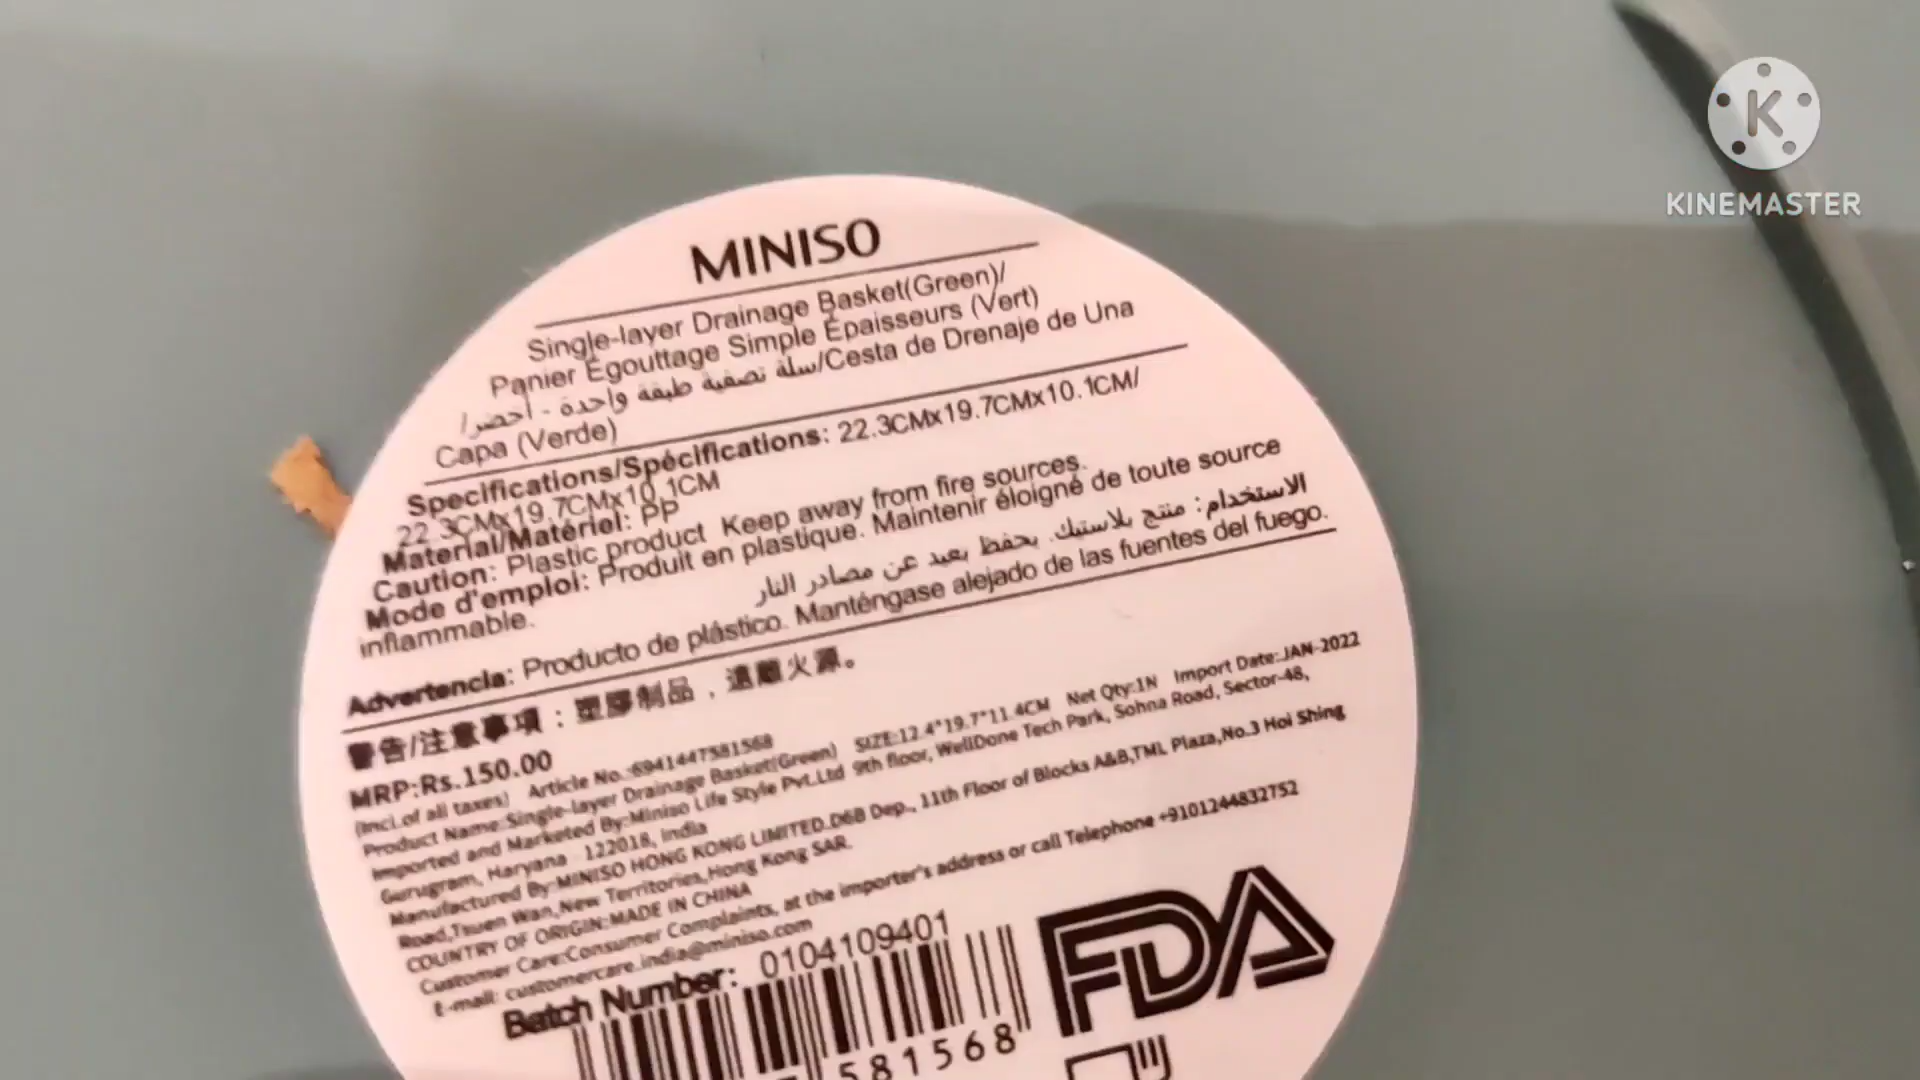 KINEMASTER
MINISO
Single-layer Drainage Basket(Green)/
Panier Égouttage Simple Épaisseurs (Vert)
سلة تصفية طبقة واحدة - أخضر/Cesta de Drenaje de Una
Capa (Verde)
Specifications/Spécifications: 22.3CMx19.7CMx10.1CM/
22.3CMx19.7CMx10.1CM
Material/Matériel: PP
Caution: Plastic product Keep away from fire sources.
Mode d'emploi: Produit en plastique. Maintenir éloigné de toute source
inflammable.
الاستخدام: منتج بلاستيك. يحفظ بعيد عن مصادر النار
Advertencia: Producto de plástico. Manténgase alejado de las fuentes del fuego.
警告/注意事項：塑膠制品，遠離火源。
MRP:Rs.150.00
(Incl.of all taxes) Article No.:6941447581568
Product Name:Single-layer Drainage Basket(Green) SIZE:12.4*19.7*11.4CM Net Qty:1N Import Date:JAN-2022
Imported and Marketed By:Miniso Life Style Pvt.Ltd 9th floor, WellDone Tech Park, Sohna Road, Sector-48,
Gurugram, Haryana 122018, India
Manufactured By:MINISO HONG KONG LIMITED.D6B Dep., 11th Floor of Blocks A&B,TML Plaza,No.3 Hoi Shing
Road,Tsuen Wan,New Territories,Hong Kong SAR.
COUNTRY OF ORIGIN:MADE IN CHINA
Customer Care:Consumer Complaints, at the importer's address or call Telephone +9101244832752
E-mail: customercare.india@miniso.com
Batch Number: 0104109401
581568
FDA